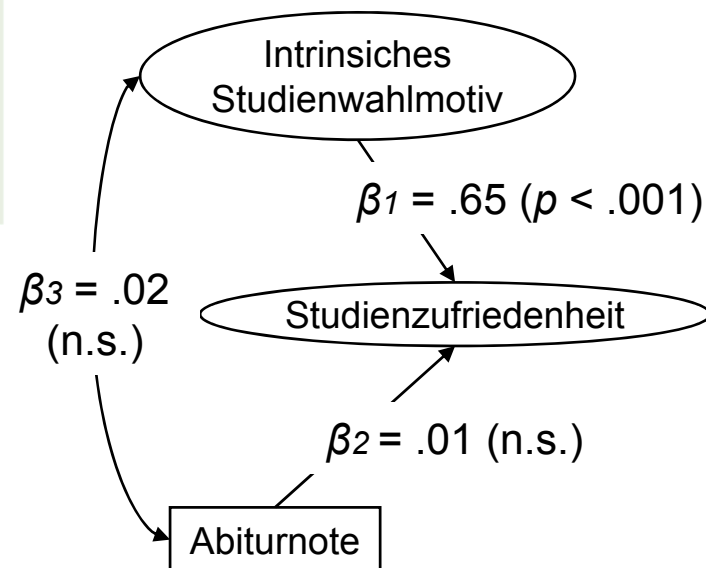 Intrinsiches
Studienwahlmotiv
β1 = .65 (p < .001)
β3 = .02
(n.s.)
Studienzufriedenheit
β2 = .01 (n.s.)
Abiturnote